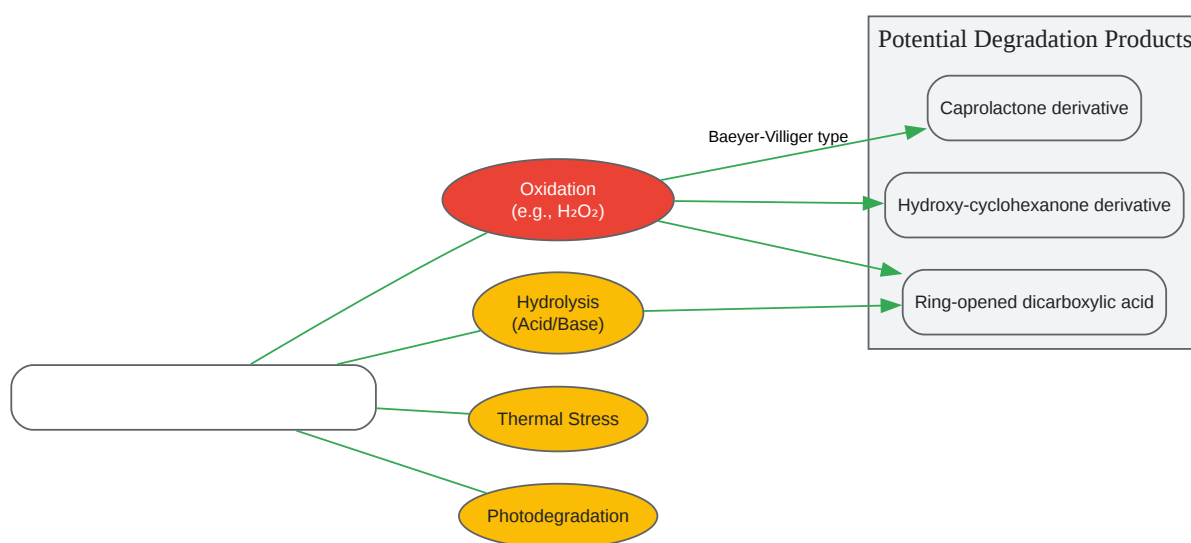 Potential Degradation Products
Caprolactone derivative
Baeyer-Villiger type
Oxidation
(e.g., H₂O₂)
Hydroxy-cyclohexanone derivative
Hydrolysis
(Acid/Base)
Ring-opened dicarboxylic acid
Thermal Stress
Photodegradation